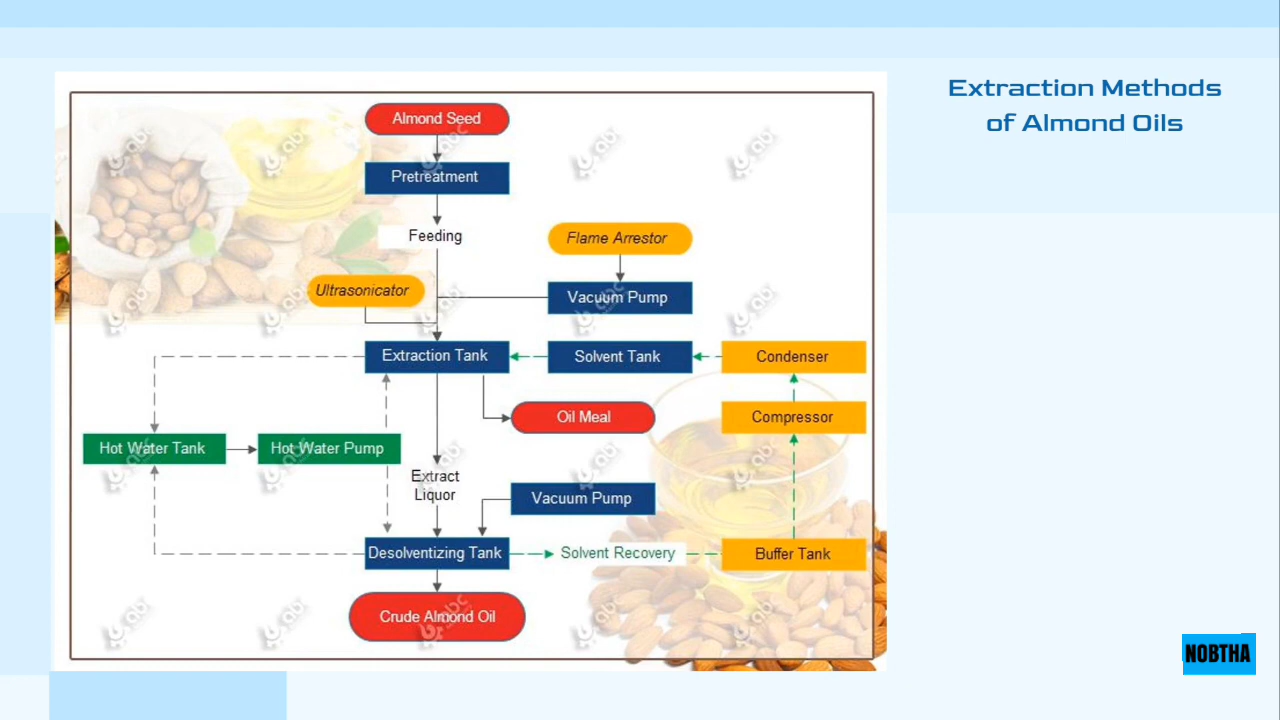 Extraction Methods
of Almond Oils
Almond Seed
Pretreatment
Feeding
Flame Arrestor
Ultrasonicator
Vacuum Pump
Extraction Tank
Solvent Tank
Condenser
Oil Meal
Compressor
Hot Water Tank
Hot Water Pump
Extract
Liquor
Vacuum Pump
Desolventizing Tank
Solvent Recovery
Buffer Tank
Crude Almond Oil
NOBTHA